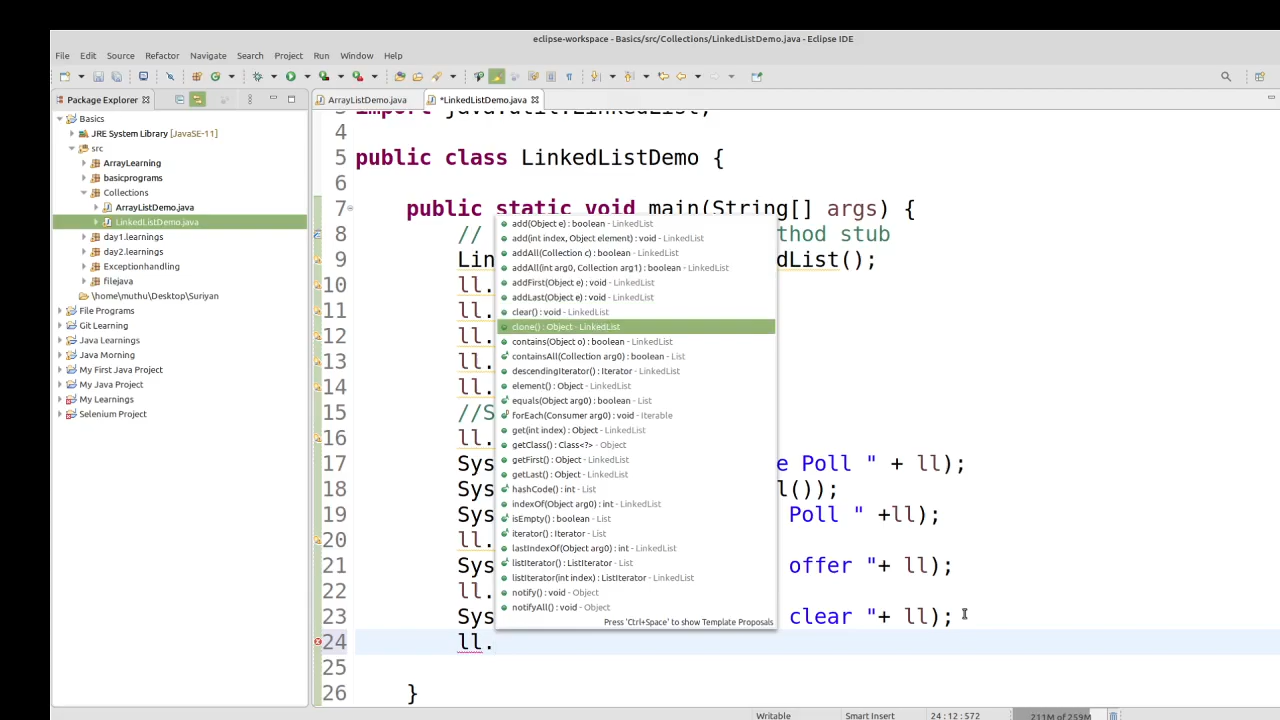 eclipse-workspace - Basics/src/Collections/LinkedListDemo.java - Eclipse IDE
File Edit Source Refactor Navigate Search Project Run Window Help
Package Explorer
ArrayListDemo.java *LinkedListDemo.java
Basics
JRE System Library [JavaSE-11]
src
ArrayLearning
basicprograms
Collections
ArrayListDemo.java
LinkedListDemo.java
day1.learnings
day2.learnings
Exceptionhandling
filejava
\home\muthu\Desktop\Suriyan
File Programs
Git Learning
Java Learnings
Java Morning
My First Java Project
My Java Project
My Learnings
Selenium Project
3 import java.util.LinkedList;
4
5 public class LinkedListDemo {
6
7 public static void main(String[] args) {
8 // thod stub
9 Lin edList();
10 ll.
11 ll.
12 ll.
13 ll.
14 ll.
15 //S
16 ll.
17 Sys e Poll " + ll);
18 Sys l());
19 Sys Poll " +ll);
20 ll.
21 Sys offer "+ ll);
22 ll.
23 Sys clear "+ ll);
24 ll.
25
26 }
add(Object e) : boolean - LinkedList
add(int index, Object element) : void - LinkedList
addAll(Collection c) : boolean - LinkedList
addAll(int arg0, Collection arg1) : boolean - LinkedList
addFirst(Object e) : void - LinkedList
addLast(Object e) : void - LinkedList
clear() : void - LinkedList
clone() : Object - LinkedList
contains(Object o) : boolean - LinkedList
containsAll(Collection arg0) : boolean - List
descendingIterator() : Iterator - LinkedList
element() : Object - LinkedList
equals(Object arg0) : boolean - List
forEach(Consumer arg0) : void - Iterable
get(int index) : Object - LinkedList
getClass() : Class<?> - Object
getFirst() : Object - LinkedList
getLast() : Object - LinkedList
hashCode() : int - List
indexOf(Object arg0) : int - LinkedList
isEmpty() : boolean - List
iterator() : Iterator - List
lastIndexOf(Object arg0) : int - LinkedList
listIterator() : ListIterator - List
listIterator(int index) : ListIterator - LinkedList
notify() : void - Object
notifyAll() : void - Object
Press 'Ctrl+Space' to show Template Proposals
Writable Smart Insert 24 : 12 : 572 211M of 259M